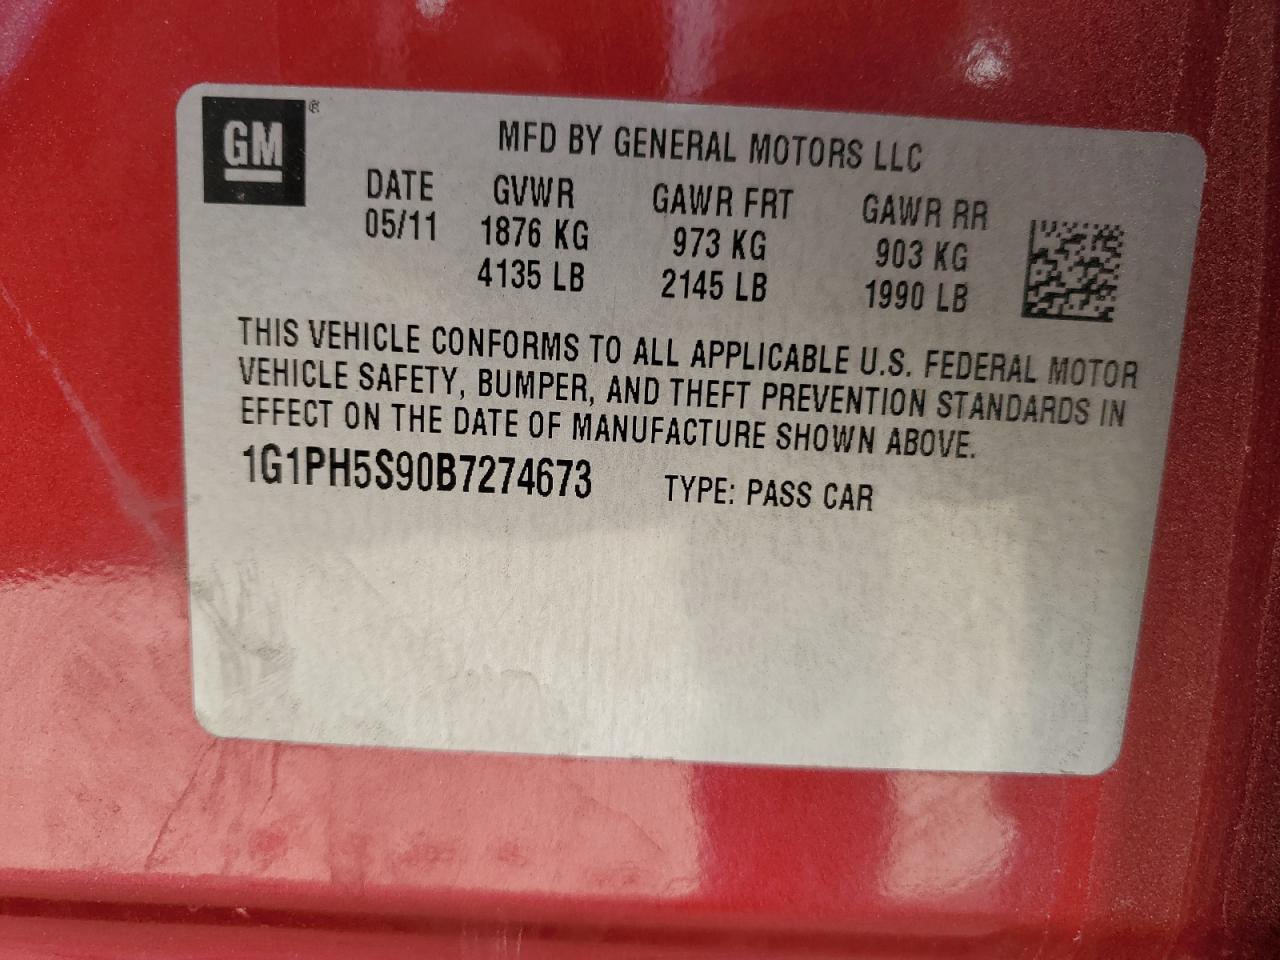 GM ®
MFD BY GENERAL MOTORS LLC
DATE GVWR GAWR FRT GAWR RR
05/11 1876 KG 973 KG 903 KG
4135 LB 2145 LB 1990 LB
THIS VEHICLE CONFORMS TO ALL APPLICABLE U.S. FEDERAL MOTOR
VEHICLE SAFETY, BUMPER, AND THEFT PREVENTION STANDARDS IN
EFFECT ON THE DATE OF MANUFACTURE SHOWN ABOVE.
1G1PH5S90B7274673 TYPE: PASS CAR